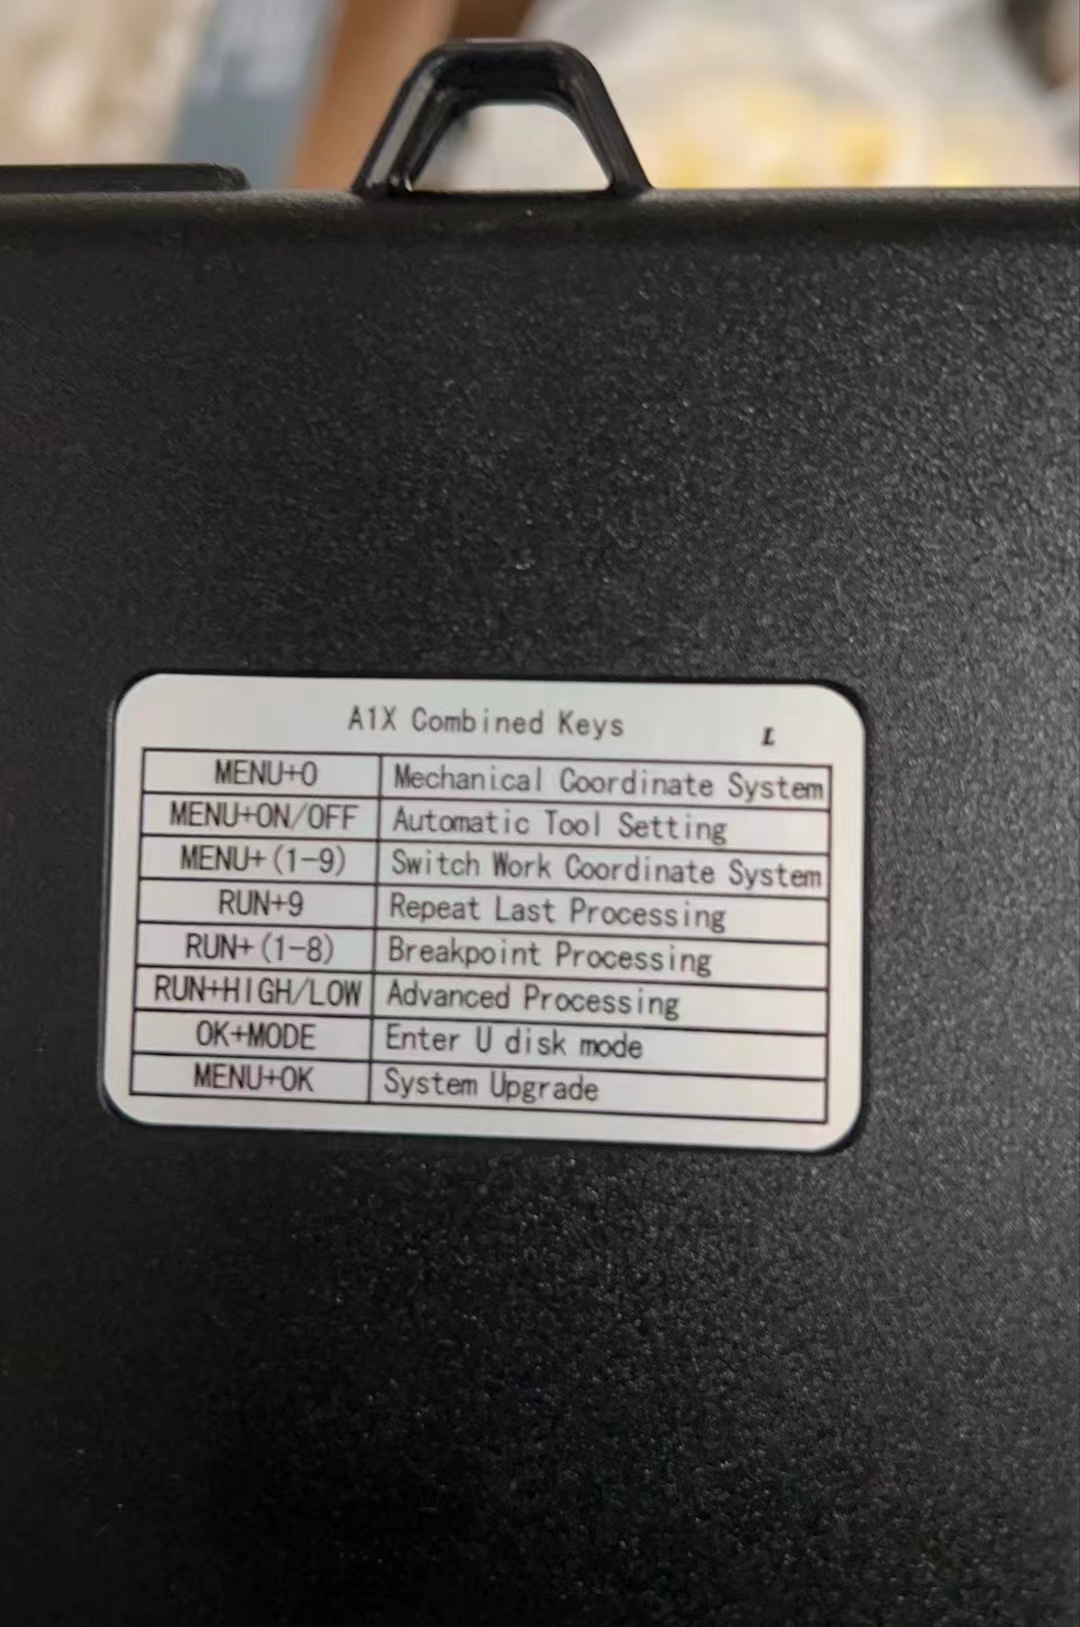 A1X Combined Keys L
MENU+0 Mechanical Coordinate System
MENU+ON/OFF Automatic Tool Setting
MENU+(1-9) Switch Work Coordinate System
RUN+9 Repeat Last Processing
RUN+(1-8) Breakpoint Processing
RUN+HIGH/LOW Advanced Processing
OK+MODE Enter U disk mode
MENU+OK System Upgrade